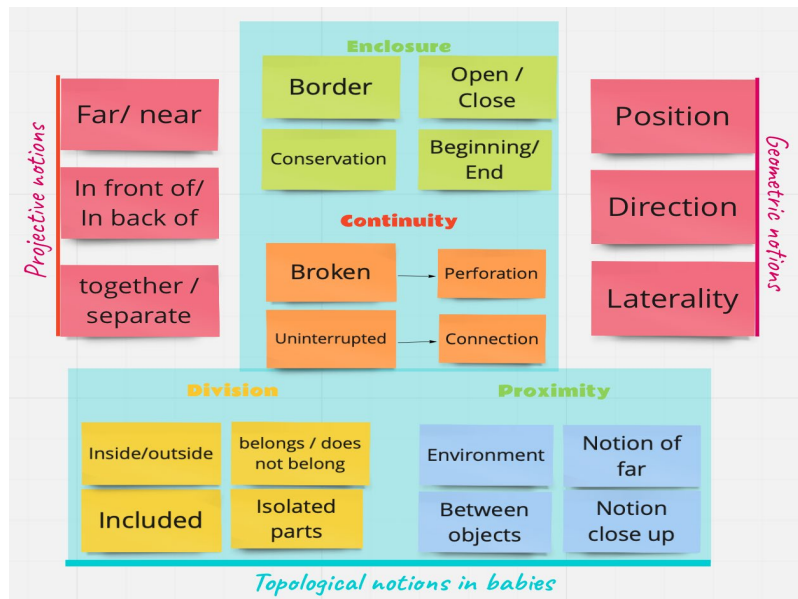 Projective notions
Far/ near
In front of/
In back of
together /
separate
Enclosure
Border
Open /
Close
Conservation
Beginning/
End
Continuity
Broken
Perforation
Uninterrupted
Connection
Position
Direction
Laterality
Geometric notions
Division
Inside/outside
belongs / does
not belong
Included
Isolated
parts
Proximity
Environment
Notion of
far
Between
objects
Notion
close up
Topological notions in babies